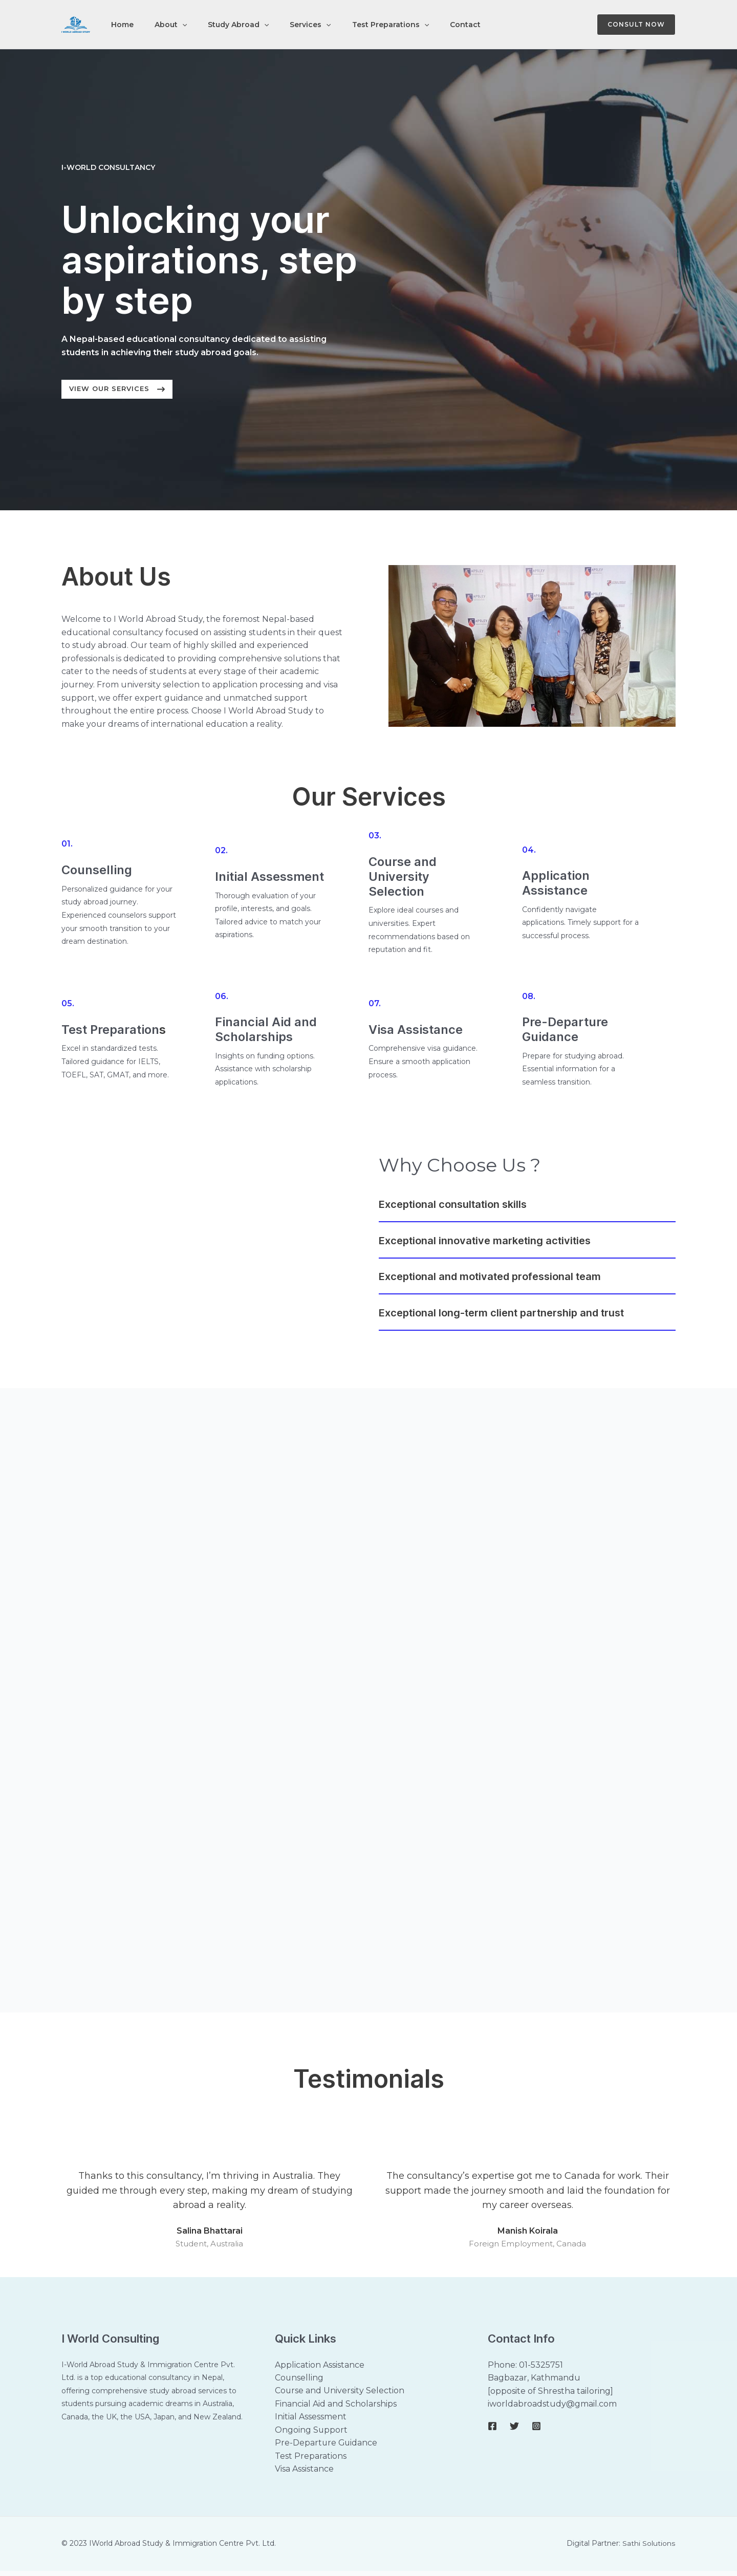 Home
About
Study Abroad
Services
Test Preparations
Contact
CONSULT NOW
I-WORLD CONSULTANCY
Unlocking your
aspirations, step
by step
A Nepal-based educational consultancy dedicated to assisting
students in achieving their study abroad goals.
VIEW OUR SERVICES
About Us
Welcome to I World Abroad Study, the foremost Nepal-based
educational consultancy focused on assisting students in their quest
to study abroad. Our team of highly skilled and experienced
professionals is dedicated to providing comprehensive solutions that
cater to the needs of students at every stage of their academic
journey. From university selection to application processing and visa
support, we offer expert guidance and unmatched support
throughout the entire process. Choose I World Abroad Study to
make your dreams of international education a reality.
Our Services
01.
Counselling
Personalized guidance for your
study abroad journey.
Experienced counselors support
your smooth transition to your
dream destination.
02.
Initial Assessment
Thorough evaluation of your
profile, interests, and goals.
Tailored advice to match your
aspirations.
03.
Course and
University
Selection
Explore ideal courses and
universities. Expert
recommendations based on
reputation and fit.
04.
Application
Assistance
Confidently navigate
applications. Timely support for a
successful process.
05.
Test Preparations
Excel in standardized tests.
Tailored guidance for IELTS,
TOEFL, SAT, GMAT, and more.
06.
Financial Aid and
Scholarships
Insights on funding options.
Assistance with scholarship
applications.
07.
Visa Assistance
Comprehensive visa guidance.
Ensure a smooth application
process.
08.
Pre-Departure
Guidance
Prepare for studying abroad.
Essential information for a
seamless transition.
Why Choose Us ?
Exceptional consultation skills
Exceptional innovative marketing activities
Exceptional and motivated professional team
Exceptional long-term client partnership and trust
Testimonials
Thanks to this consultancy, I’m thriving in Australia. They
guided me through every step, making my dream of studying
abroad a reality.
Salina Bhattarai
Student, Australia
The consultancy’s expertise got me to Canada for work. Their
support made the journey smooth and laid the foundation for
my career overseas.
Manish Koirala
Foreign Employment, Canada
I World Consulting
I-World Abroad Study & Immigration Centre Pvt.
Ltd. is a top educational consultancy in Nepal,
offering comprehensive study abroad services to
students pursuing academic dreams in Australia,
Canada, the UK, the USA, Japan, and New Zealand.
Quick Links
Application Assistance
Counselling
Course and University Selection
Financial Aid and Scholarships
Initial Assessment
Ongoing Support
Pre-Departure Guidance
Test Preparations
Visa Assistance
Contact Info
Phone: 01-5325751
Bagbazar, Kathmandu
[opposite of Shrestha tailoring]
iworldabroadstudy@gmail.com
© 2023 IWorld Abroad Study & Immigration Centre Pvt. Ltd.
Digital Partner: Sathi Solutions